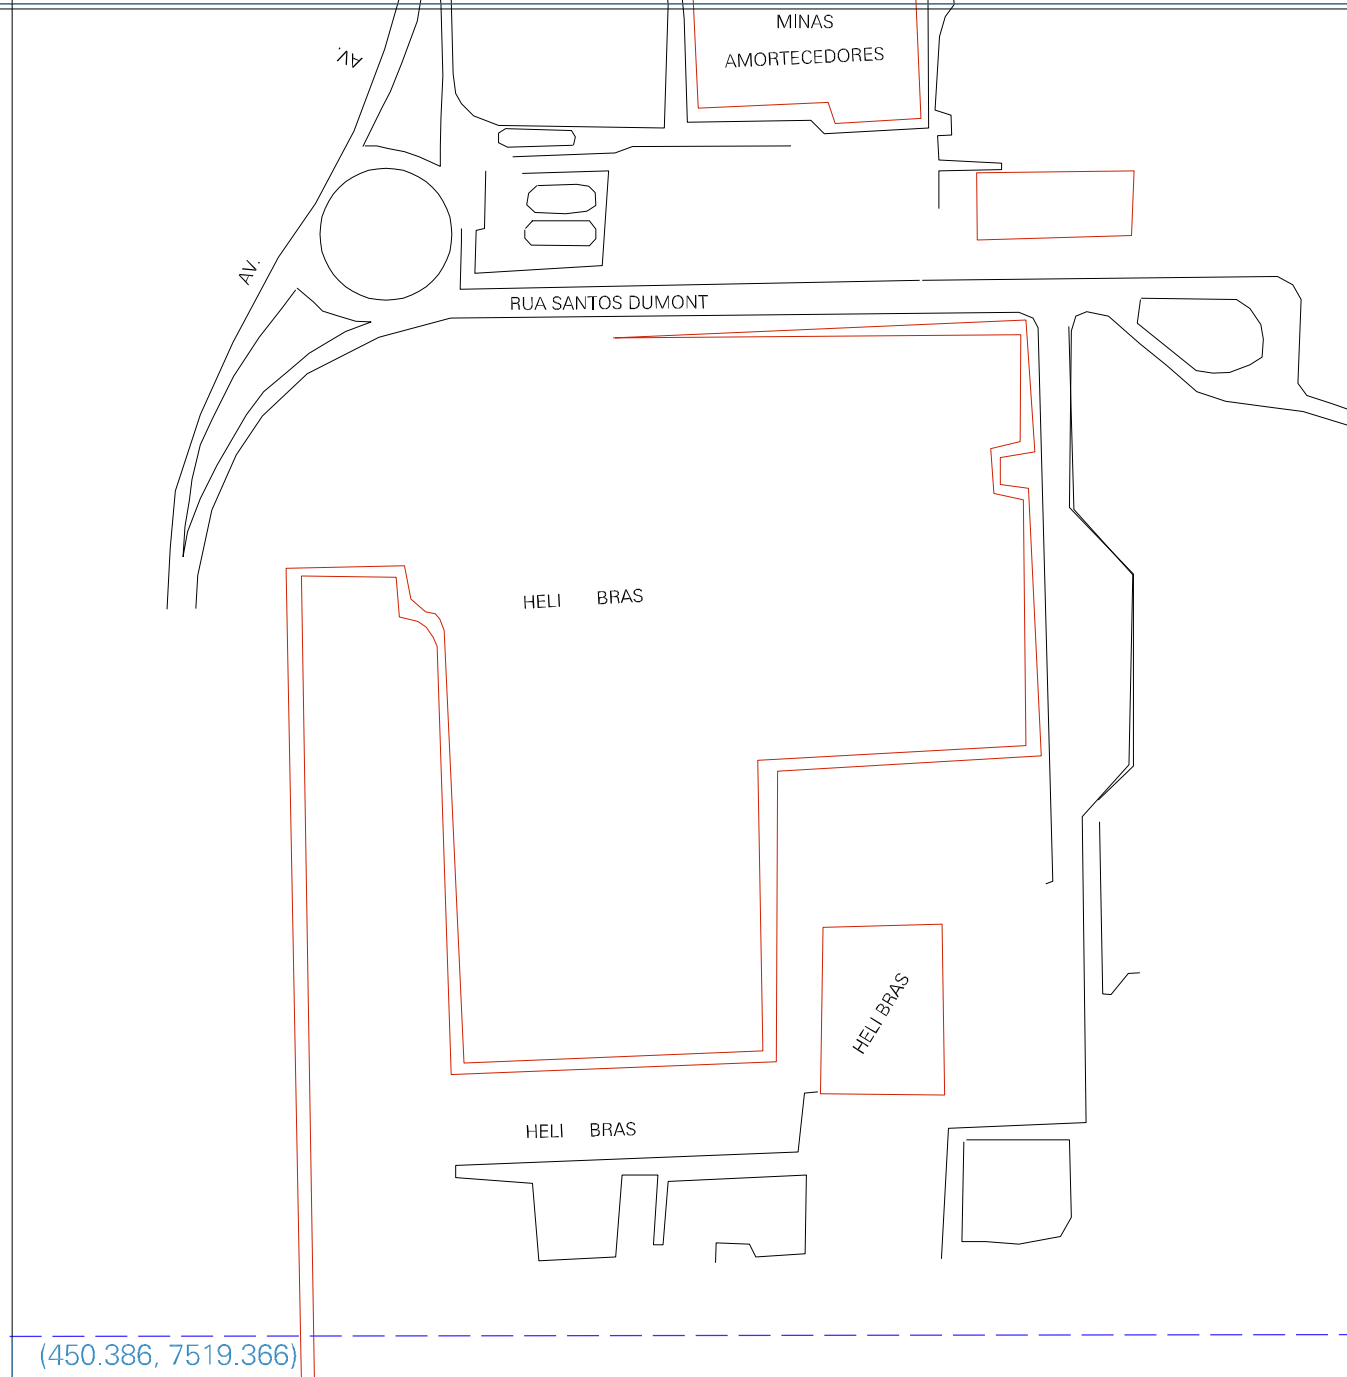 MINAS
AMORTECEDORES
AV.
AV.
RUA SANTOS DUMONT
HELI BRAS
HELI BRAS
HELI BRAS
(450.386, 7519.366)